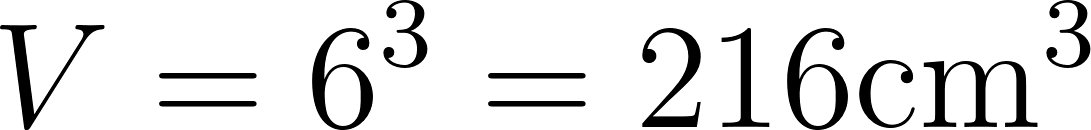 V = 6³ = 216cm³